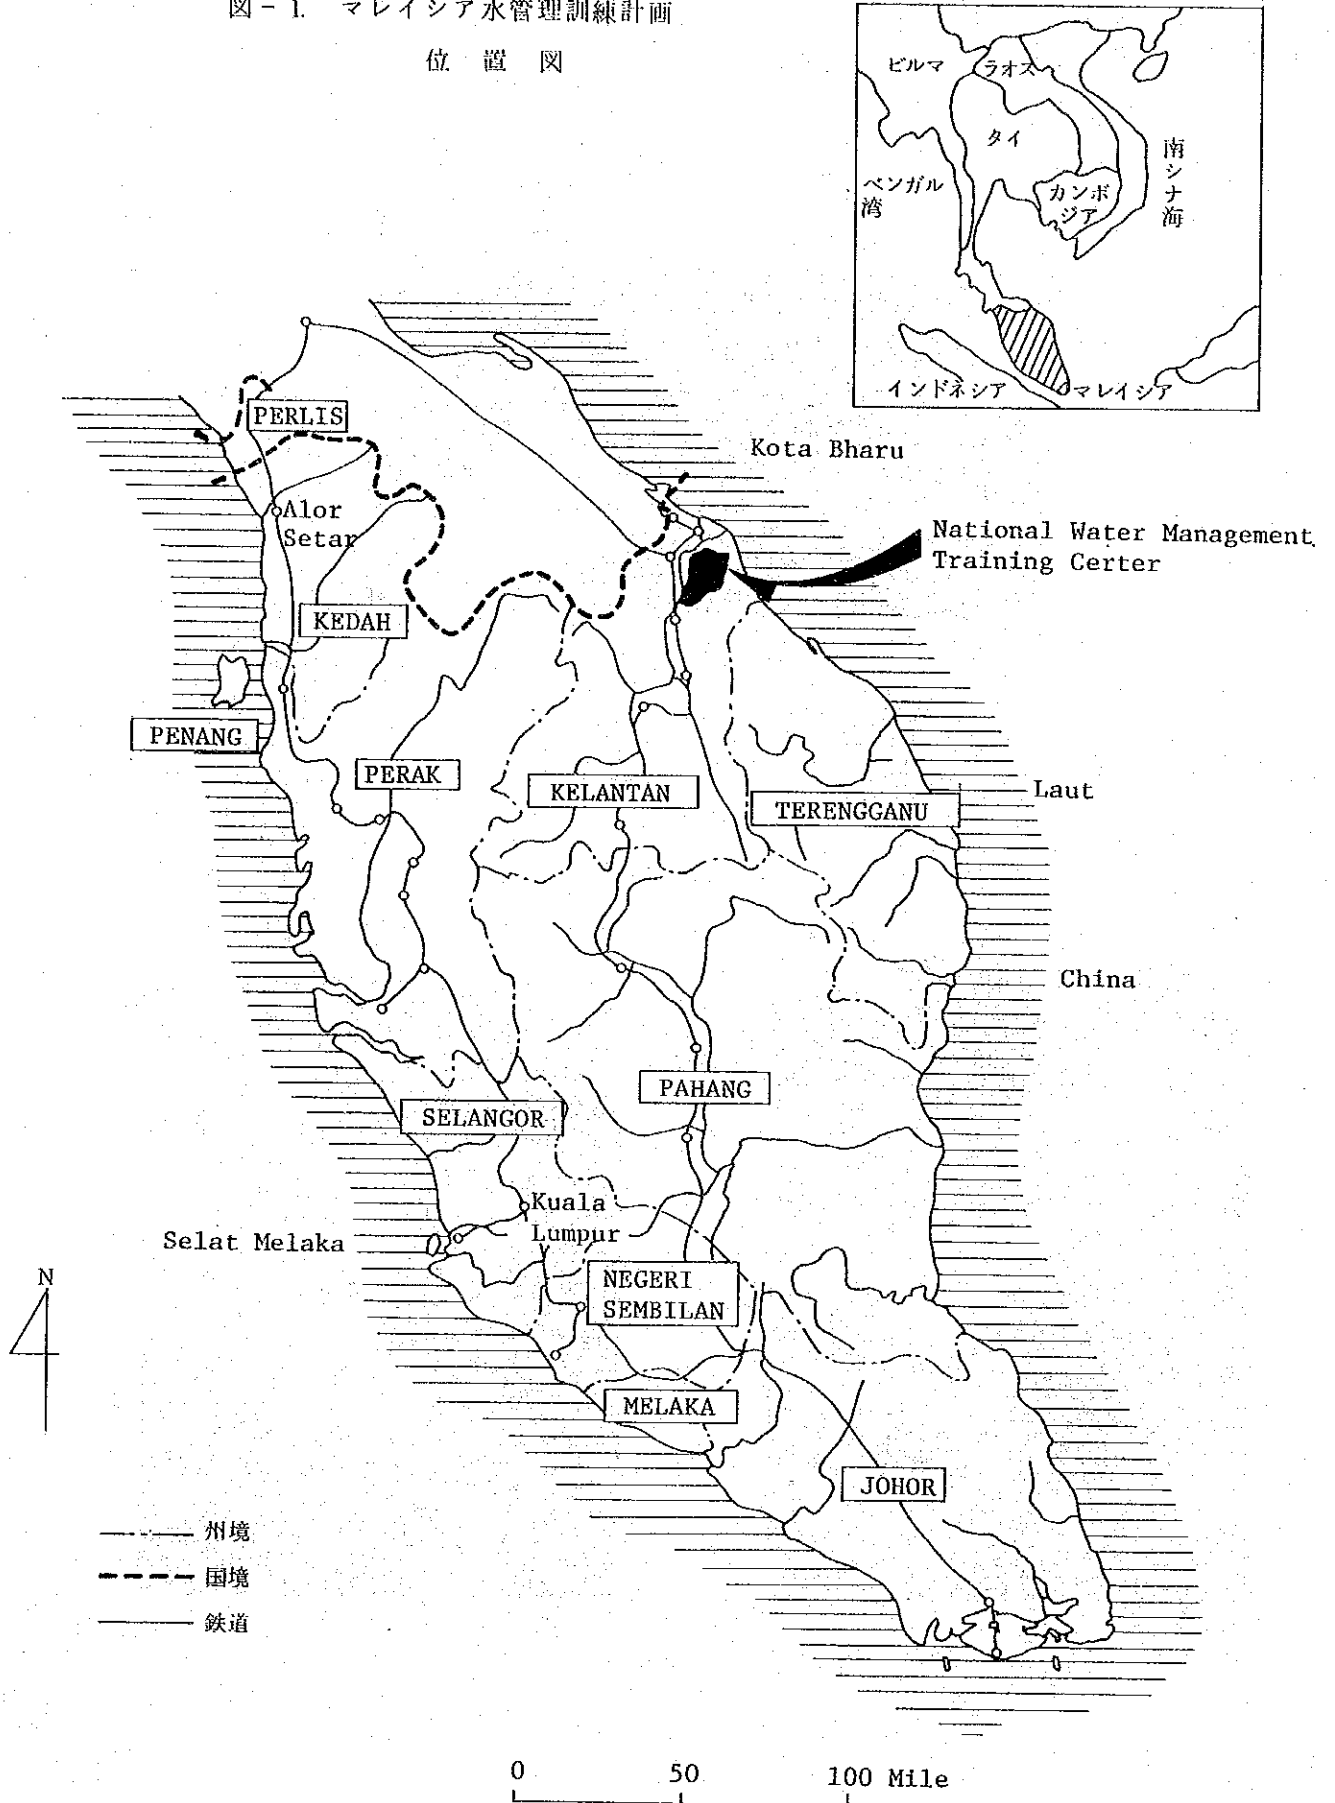 図-1. マレイシア水管理訓練計画
位置図
ビルマ
ラオス
タイ
ベンガル
湾
カンボ
ジア
南シナ海
インドネシア
マレイシア
Kota Bharu
National Water Management
Training Certer
PERLIS
Alor
Setar
KEDAH
PENANG
PERAK
KELANTAN
TERENGGANU
Laut
China
PAHANG
SELANGOR
Kuala
Lumpur
Selat Melaka
NEGERI
SEMBILAN
MELAKA
JOHOR
N
州境
国境
鉄道
0 50 100 Mile